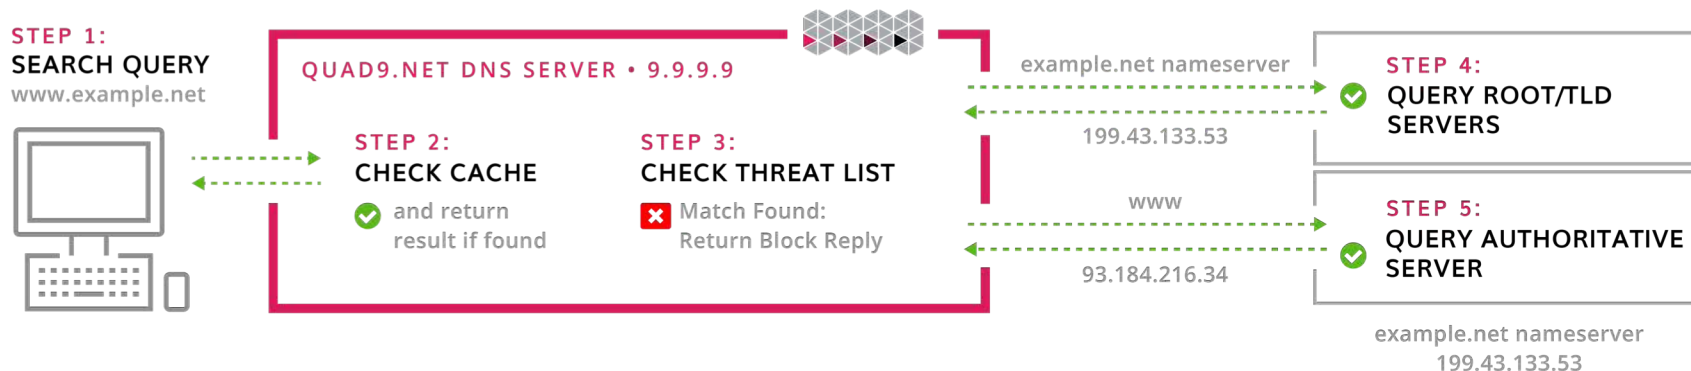 STEP 1:
SEARCH QUERY
www.example.net
QUAD9.NET DNS SERVER • 9.9.9.9
STEP 2:
CHECK CACHE
and return
result if found
STEP 3:
CHECK THREAT LIST
Match Found:
Return Block Reply
example.net nameserver
199.43.133.53
www
93.184.216.34
STEP 4:
QUERY ROOT/TLD
SERVERS
STEP 5:
QUERY AUTHORITATIVE
SERVER
example.net nameserver
199.43.133.53